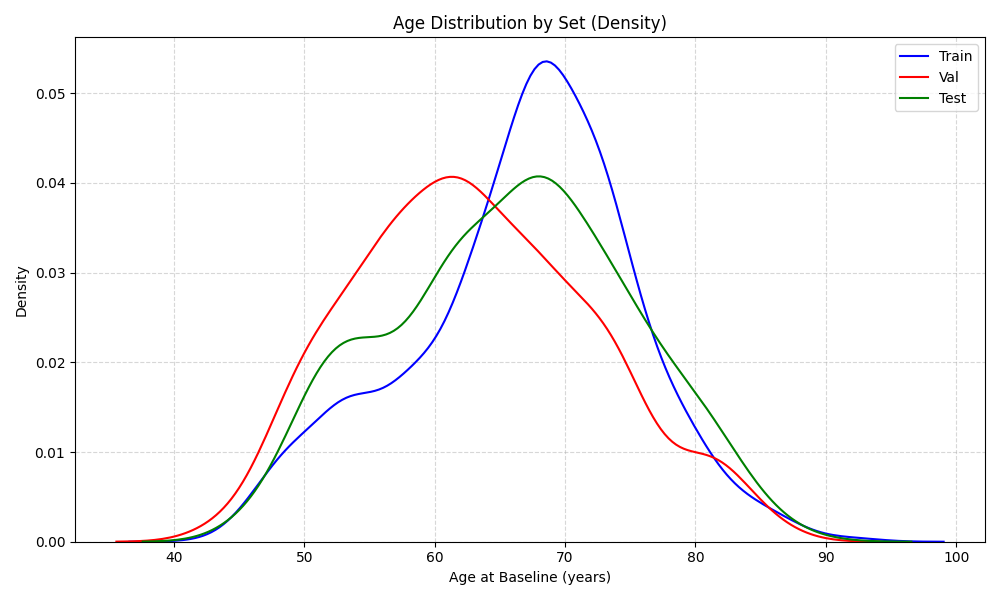 Age Distribution by Set (Density)
Train
Val
Test
0.05
0.04
0.03
0.02
0.01
0.00
Density
40 50 60 70 80 90 100
Age at Baseline (years)